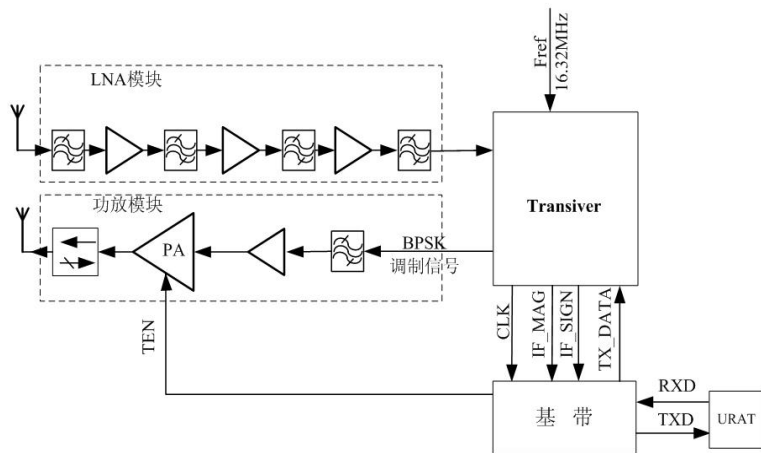 LNA模块
Fref
16.32MHz
Transiver
功放模块
PA
BPSK
调制信号
TEN
CLK
IF_MAG
IF_SIGN
TX_DATA
基 带
RXD
TXD
URAT